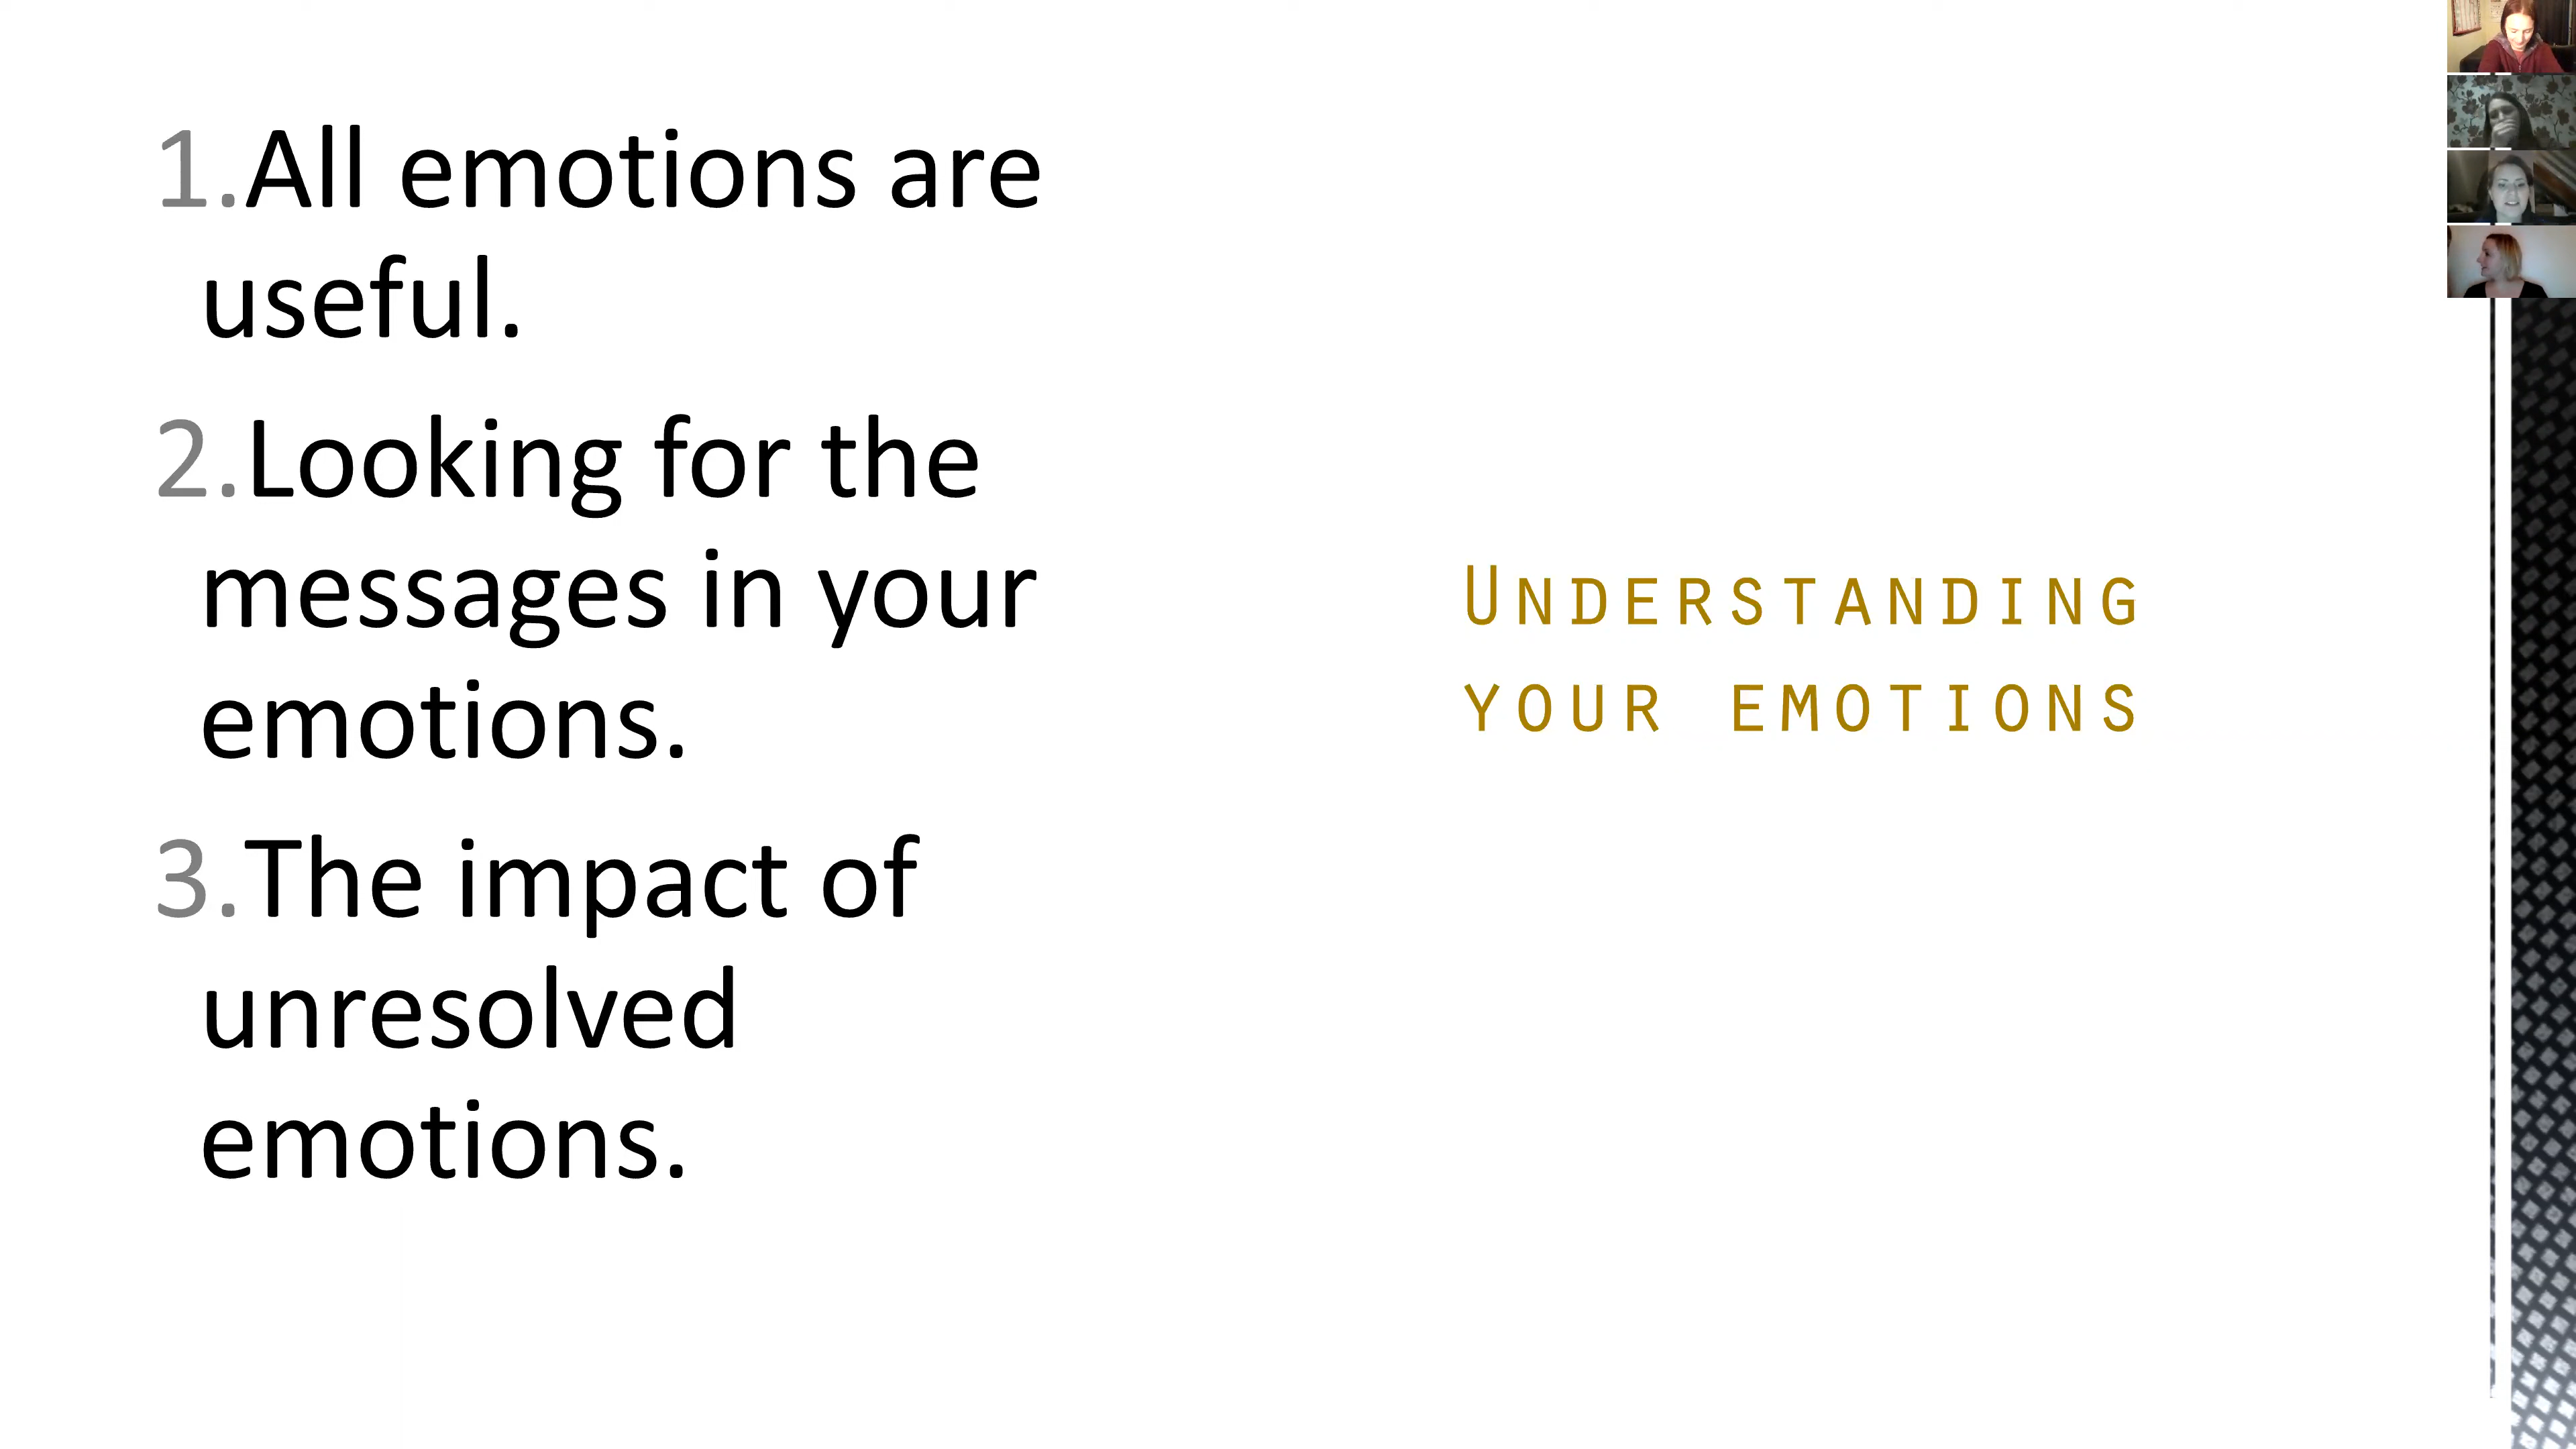 1.All emotions are
useful.
2.Looking for the
messages in your
emotions.
3.The impact of
unresolved
emotions.
Understanding
your emotions